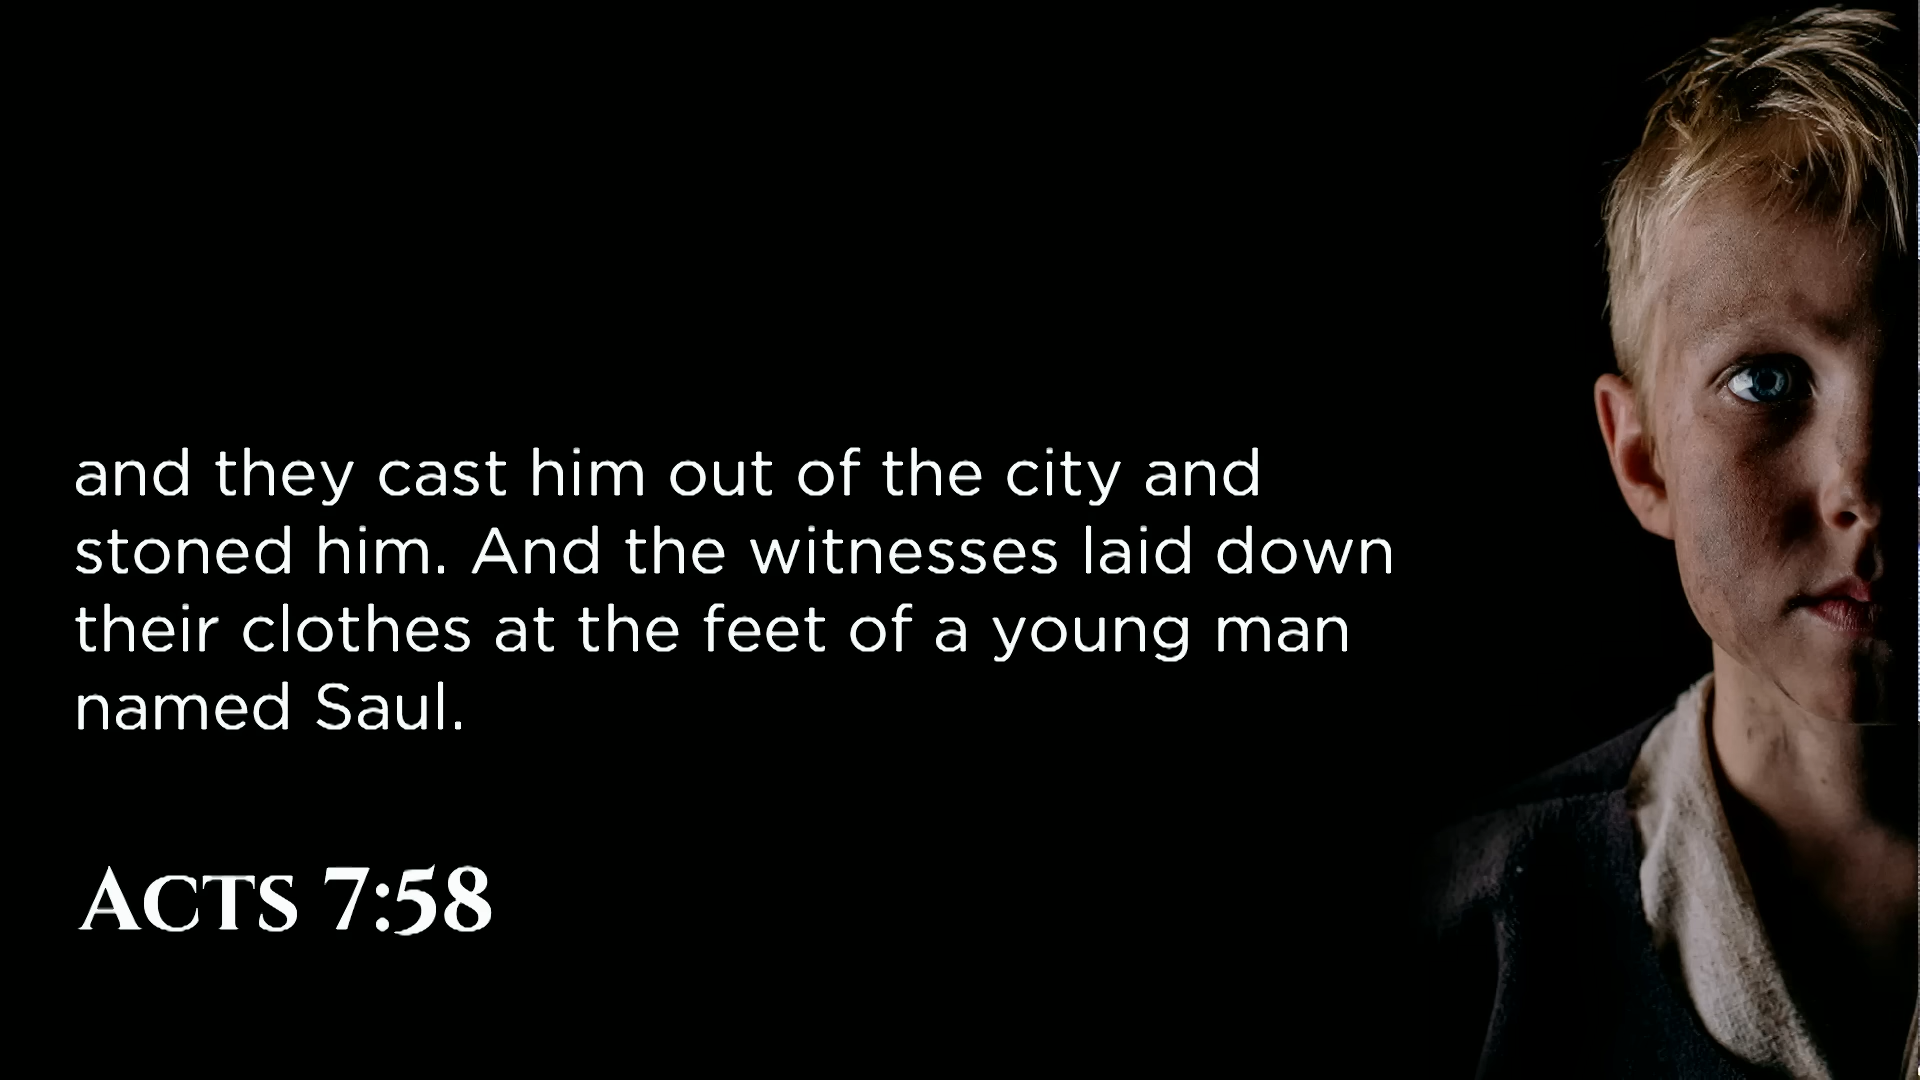 and they cast him out of the city and
stoned him. And the witnesses laid down
their clothes at the feet of a young man
named Saul.
Acts 7:58